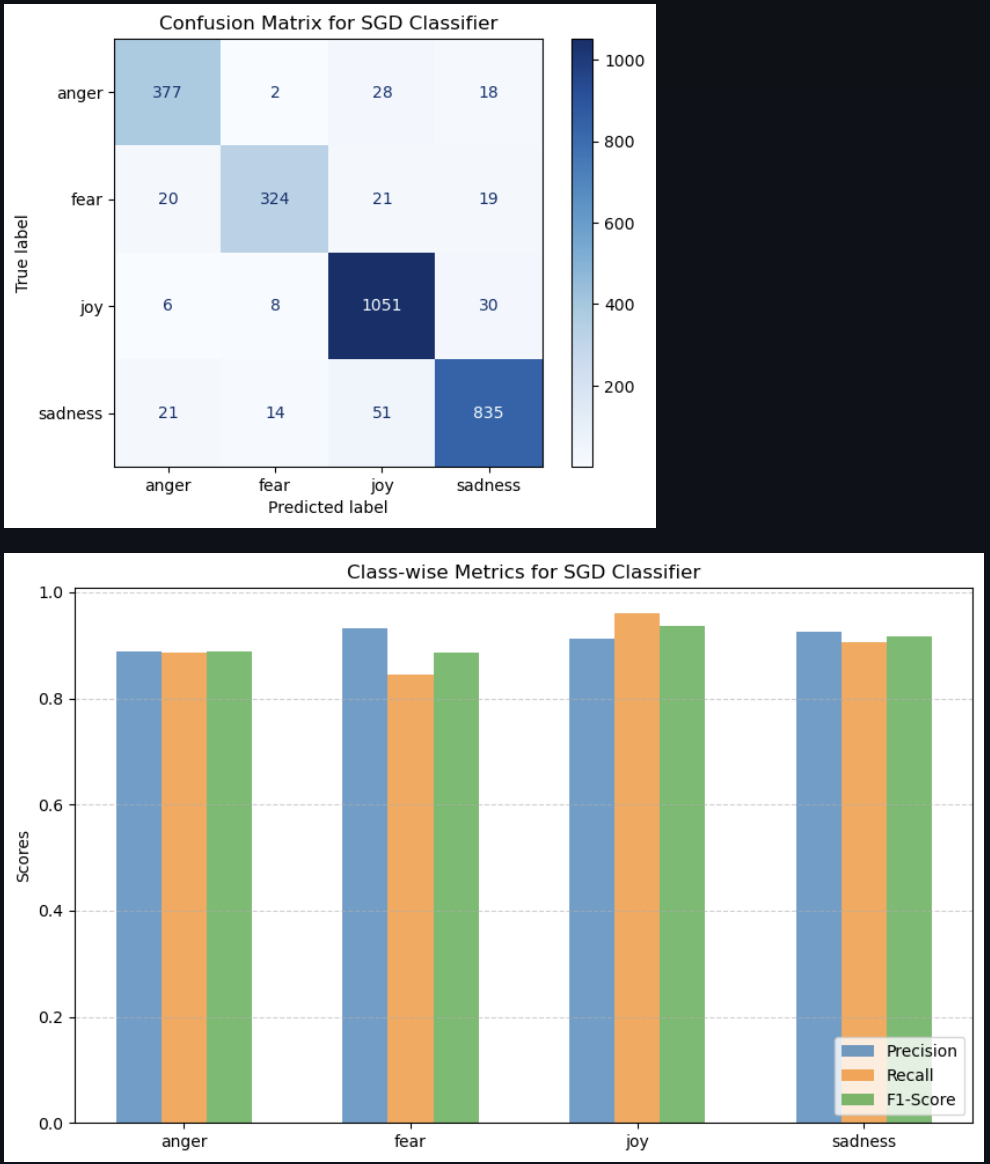 Confusion Matrix for SGD Classifier
anger 377 2 28 18
fear 20 324 21 19
joy 6 8 1051 30
sadness 21 14 51 835
anger fear joy sadness
Predicted label
True label
1000
800
600
400
200
Class-wise Metrics for SGD Classifier
1.0
0.8
0.6
0.4
0.2
0.0
Scores
anger fear joy sadness
Precision
Recall
F1-Score